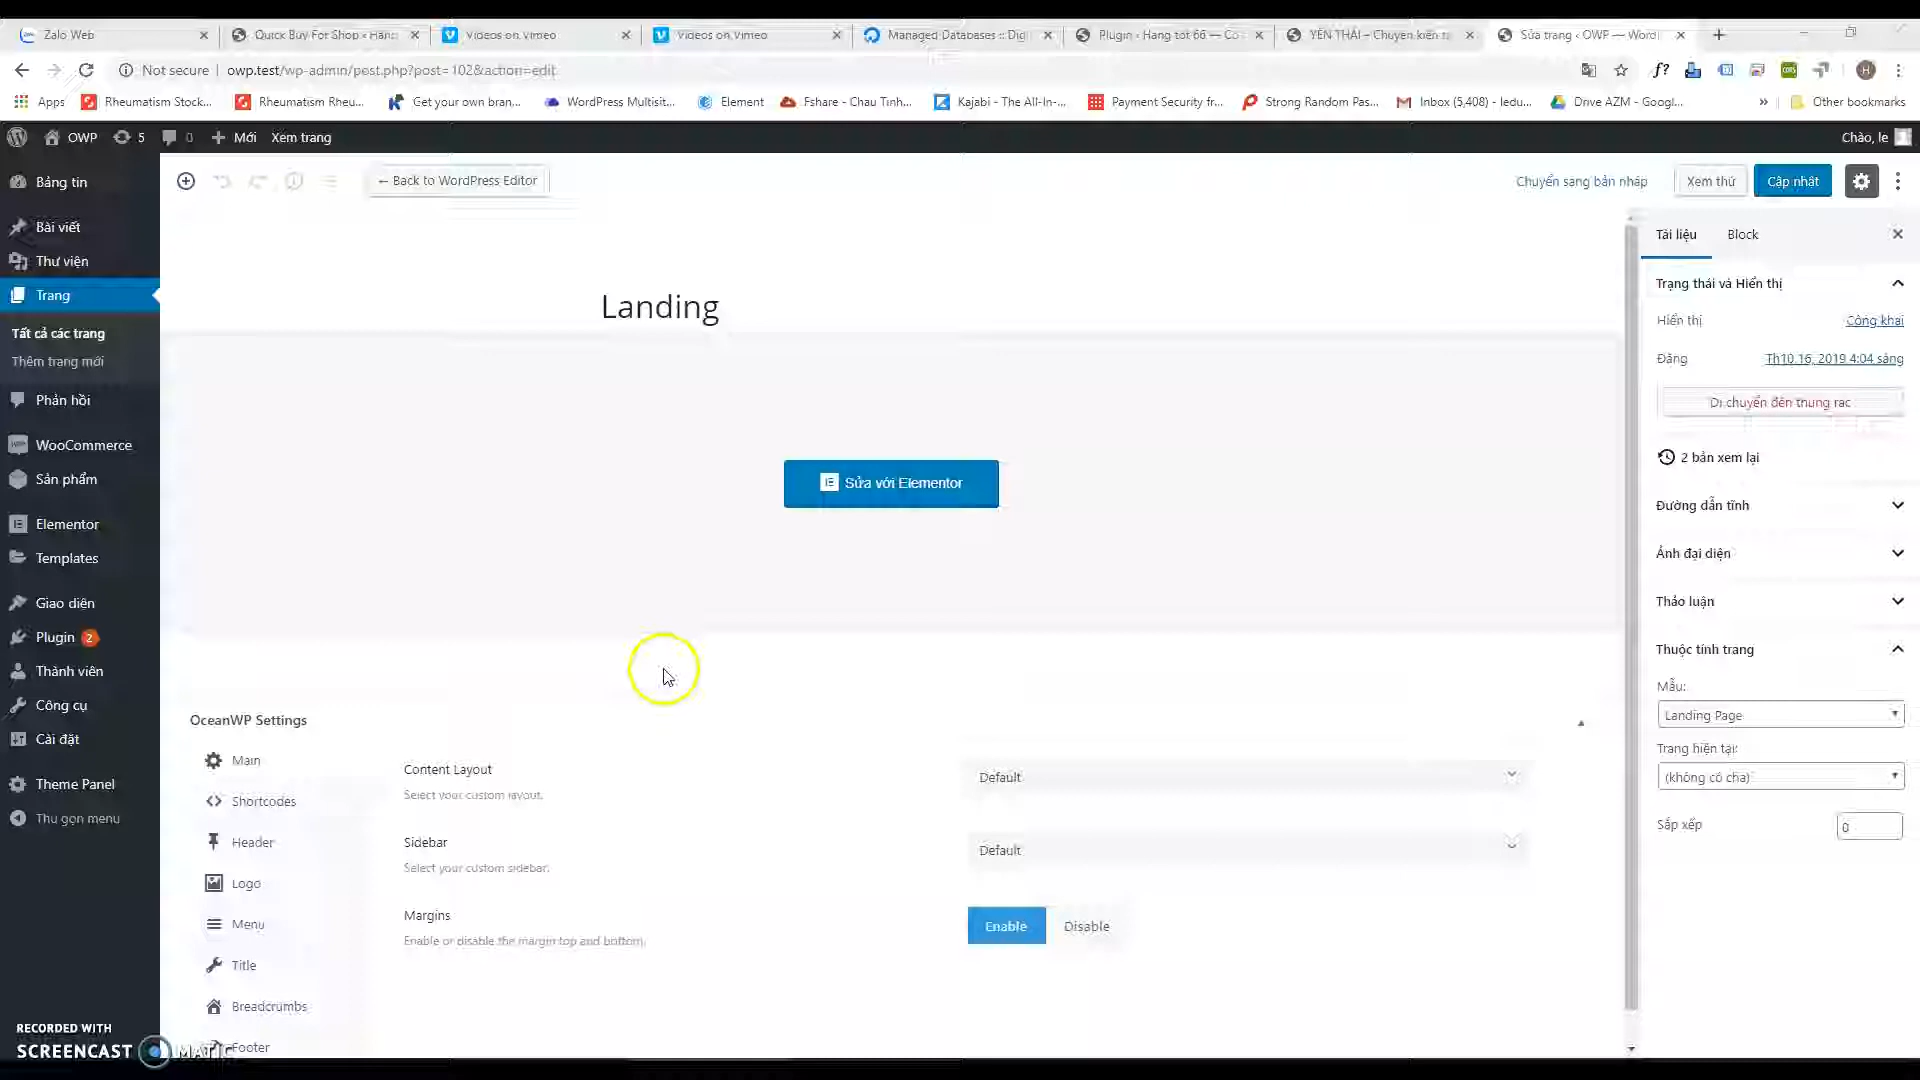 Zalo Web
Quick Buy For Shop ‹ Hàng
Videos on Vimeo
Videos on Vimeo
Managed Databases :: Digi
Plugin ‹ Hàng tốt 66 — Cố
YẾN THÁI – Chuyên kiến tạ
Sửa trang ‹ OWP — Word
Not secure
owp.test/wp-admin/post.php?post=102&action=edit
f?
H
Apps
Rheumatism Stock...
Rheumatism Rheu...
Get your own bran...
WordPress Multisit...
Element
Fshare - Chau Tinh...
Kajabi - The All-In-...
Payment Security fr...
Strong Random Pas...
Inbox (5,408) - ledu...
Drive AZM - Googl...
»
Other bookmarks
OWP
5
0
Mới
Xem trang
Chào, le
Bảng tin
Bài viết
Thư viện
Trang
Tất cả các trang
Thêm trang mới
Phản hồi
WooCommerce
Sản phẩm
Elementor
Templates
Giao diện
Plugin 2
Thành viên
Công cụ
Cài đặt
Theme Panel
Thu gọn menu
← Back to WordPress Editor
Chuyển sang bản nháp
Xem thử
Cập nhật
Landing
Sửa với Elementor
OceanWP Settings
Main
Shortcodes
Header
Logo
Menu
Title
Breadcrumbs
Footer
Content Layout
Select your custom layout.
Default
Sidebar
Select your custom sidebar.
Default
Margins
Enable or disable the margin top and bottom.
Enable
Disable
Tài liệu
Block
Trạng thái và Hiển thị
Hiển thị
Công khai
Đăng
Th10 16, 2019 4:04 sáng
Di chuyển đến thùng rác
2 bản xem lại
Đường dẫn tĩnh
Ảnh đại diện
Thảo luận
Thuộc tính trang
Mẫu:
Landing Page
Trang hiện tại:
(không có cha)
Sắp xếp
0
RECORDED WITH
SCREENCAST MATIC